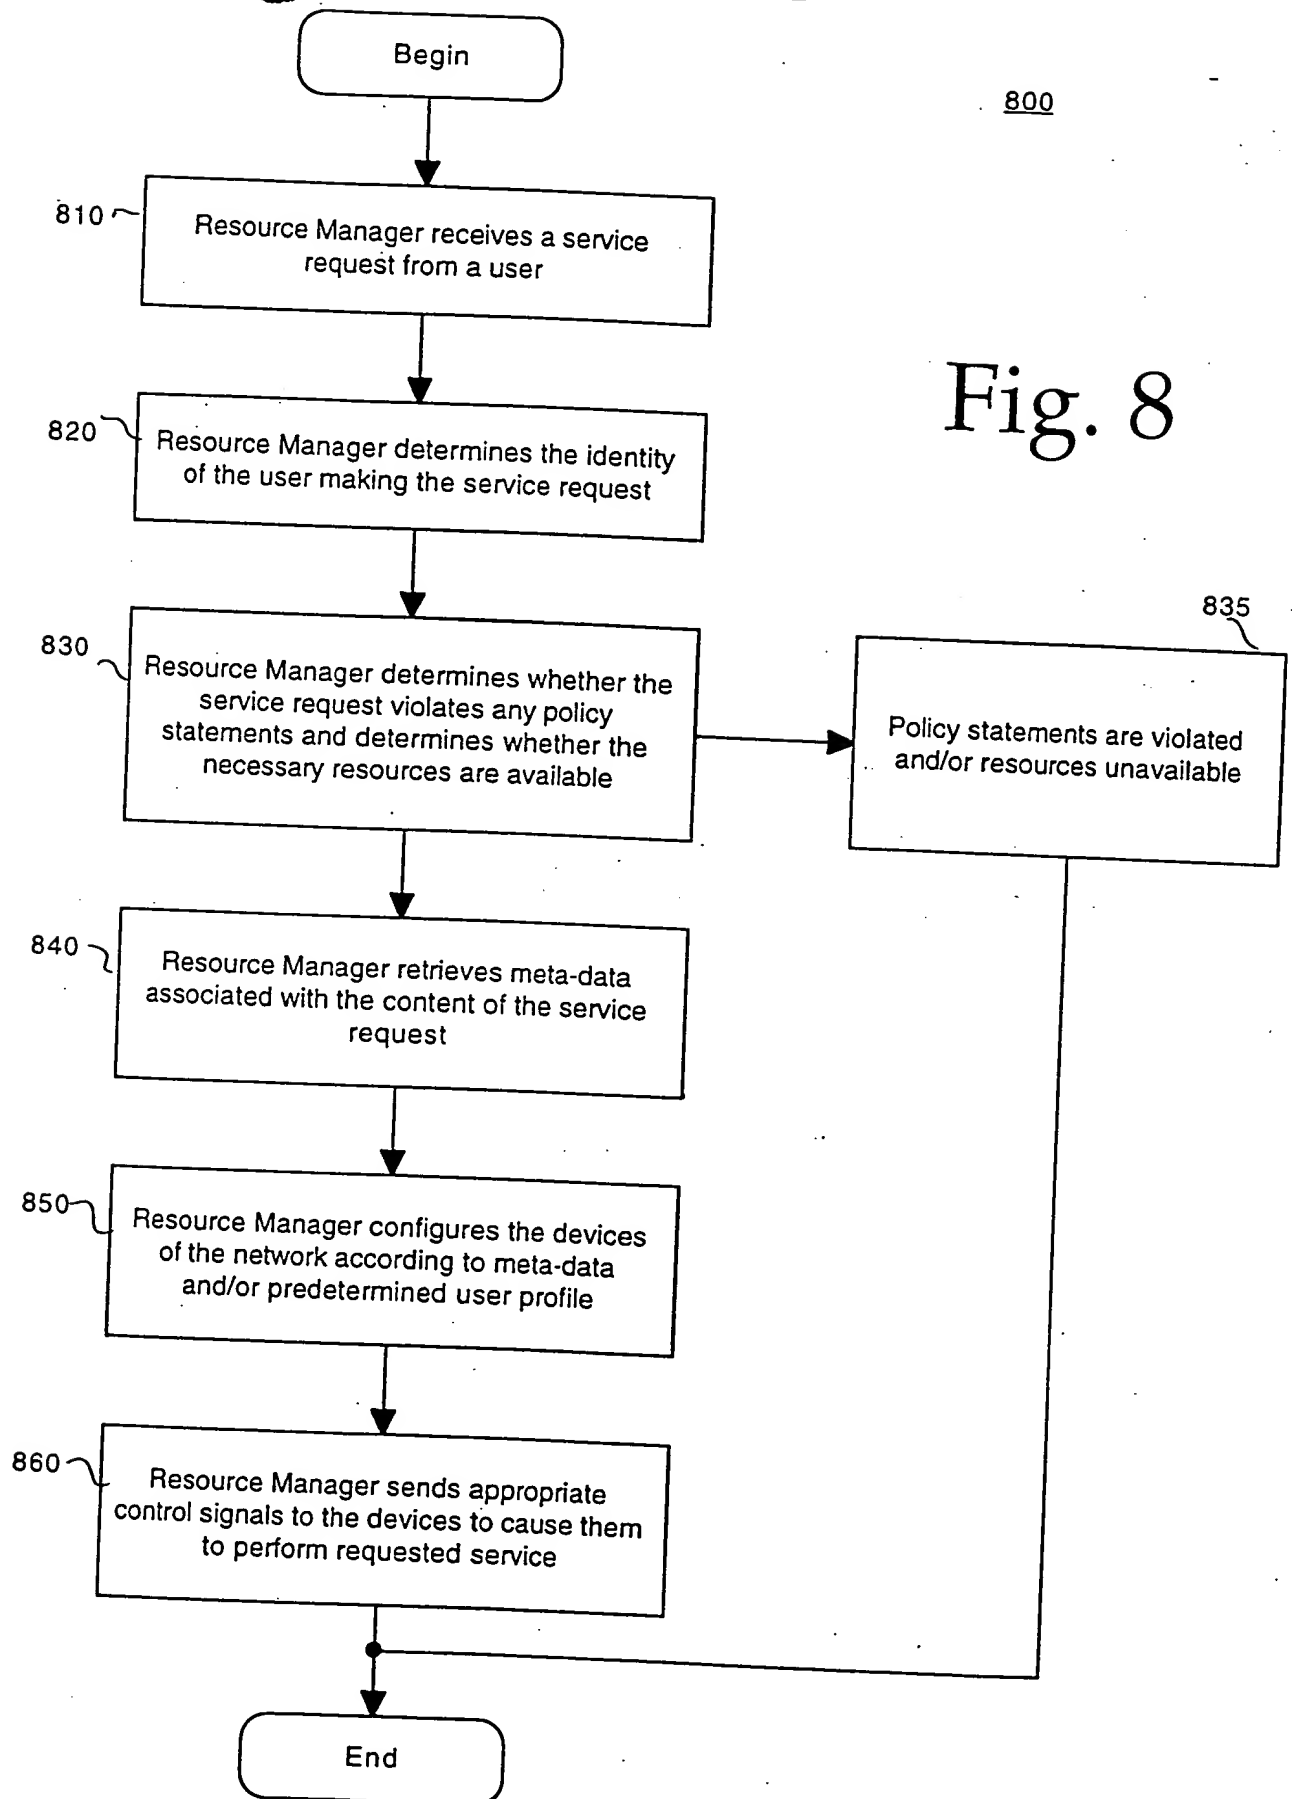 Begin
800
810
Resource Manager receives a service
request from a user
Fig. 8
820
Resource Manager determines the identity
of the user making the service request
830
Resource Manager determines whether the
service request violates any policy
statements and determines whether the
necessary resources are available
835
Policy statements are violated
and/or resources unavailable
840
Resource Manager retrieves meta-data
associated with the content of the service
request
850
Resource Manager configures the devices
of the network according to meta-data
and/or predetermined user profile
860
Resource Manager sends appropriate
control signals to the devices to cause them
to perform requested service
End